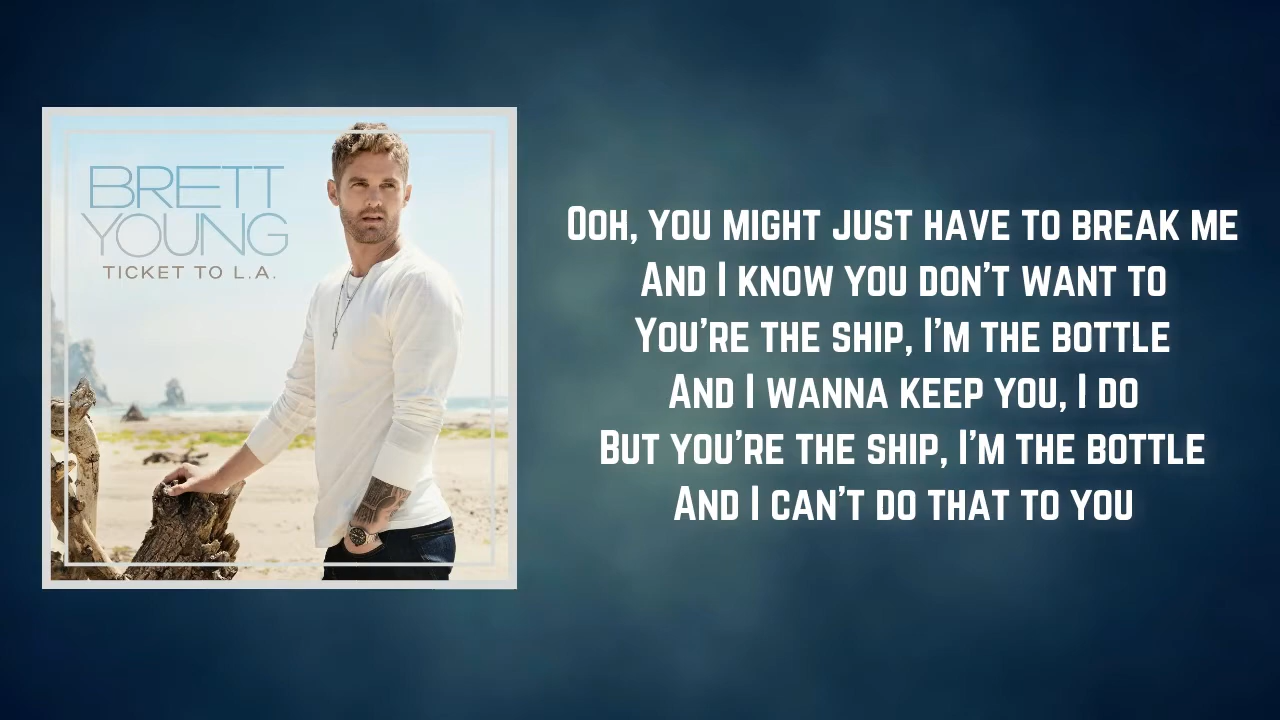 BRETT
YOUNG
TICKET TO L.A.
OOH, YOU MIGHT JUST HAVE TO BREAK ME
AND I KNOW YOU DON'T WANT TO
YOU'RE THE SHIP, I'M THE BOTTLE
AND I WANNA KEEP YOU, I DO
BUT YOU'RE THE SHIP, I'M THE BOTTLE
AND I CAN'T DO THAT TO YOU